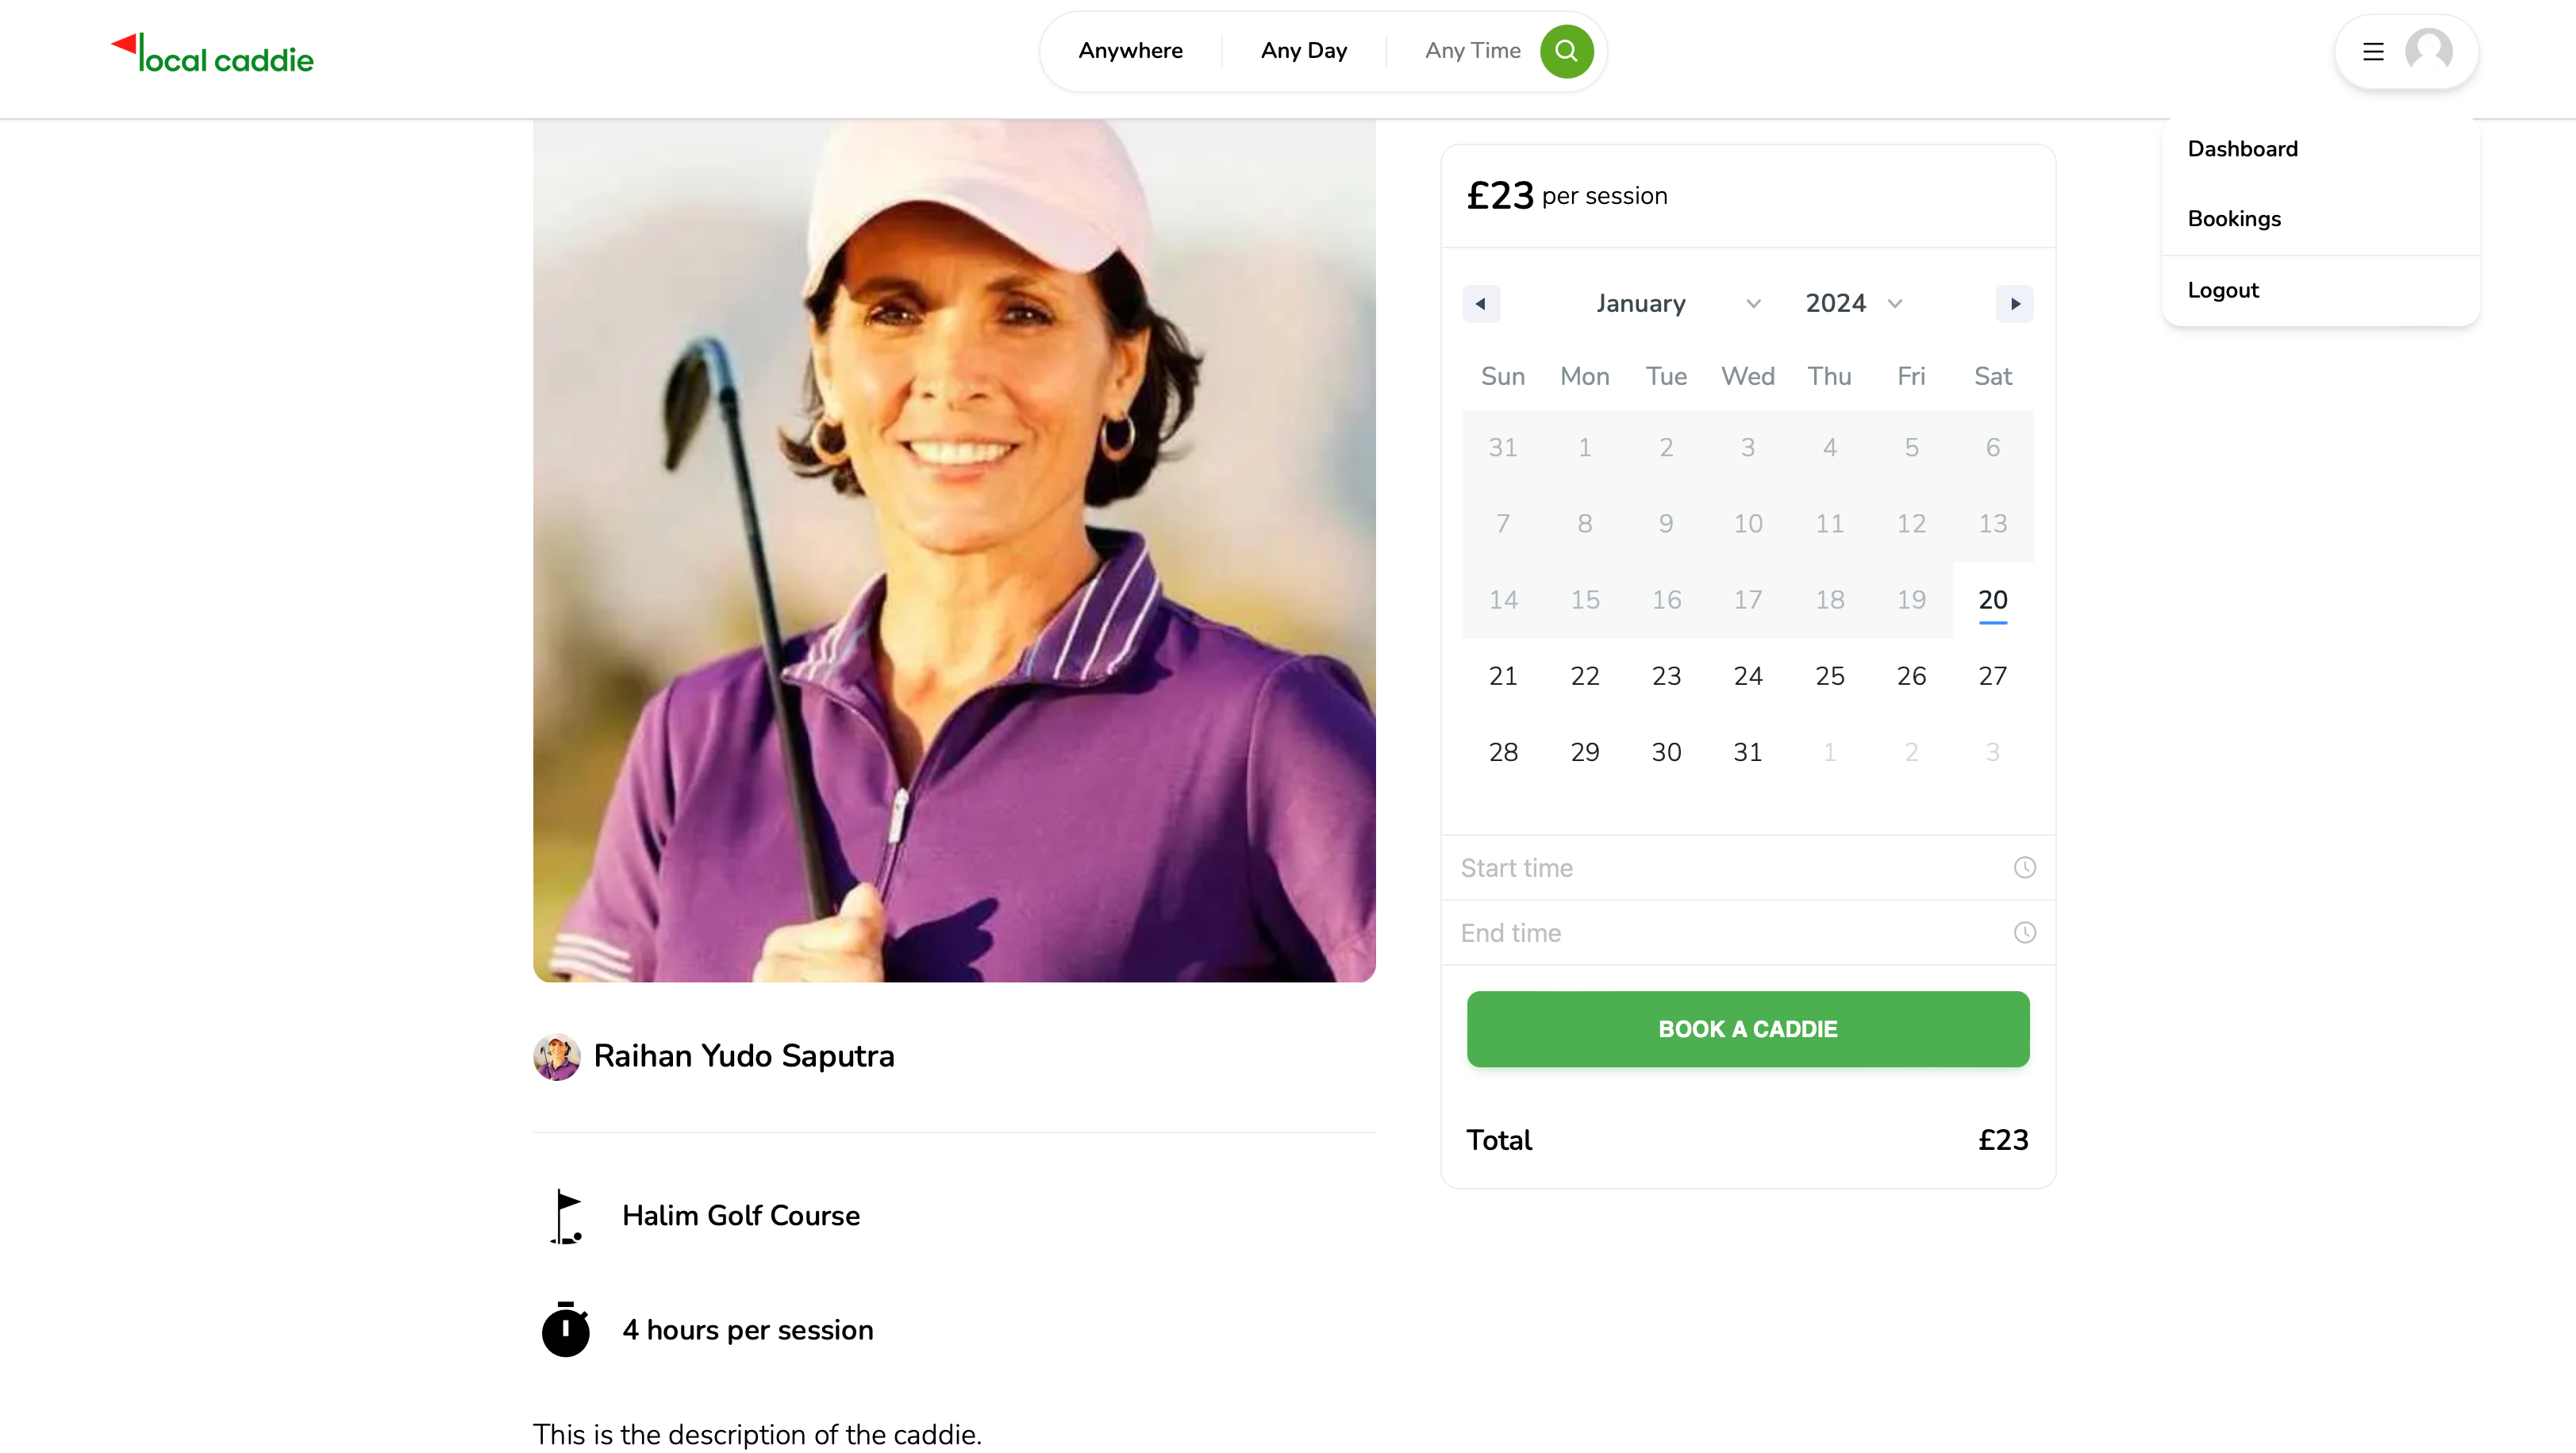 local caddie
Anywhere Any Day Any Time
Dashboard
Bookings
Logout
£23 per session
January 2024
Sun Mon Tue Wed Thu Fri Sat
31 1 2 3 4 5 6
7 8 9 10 11 12 13
14 15 16 17 18 19 20
21 22 23 24 25 26 27
28 29 30 31 1 2 3
Start time
End time
BOOK A CADDIE
Total £23
Raihan Yudo Saputra
Halim Golf Course
4 hours per session
This is the description of the caddie.